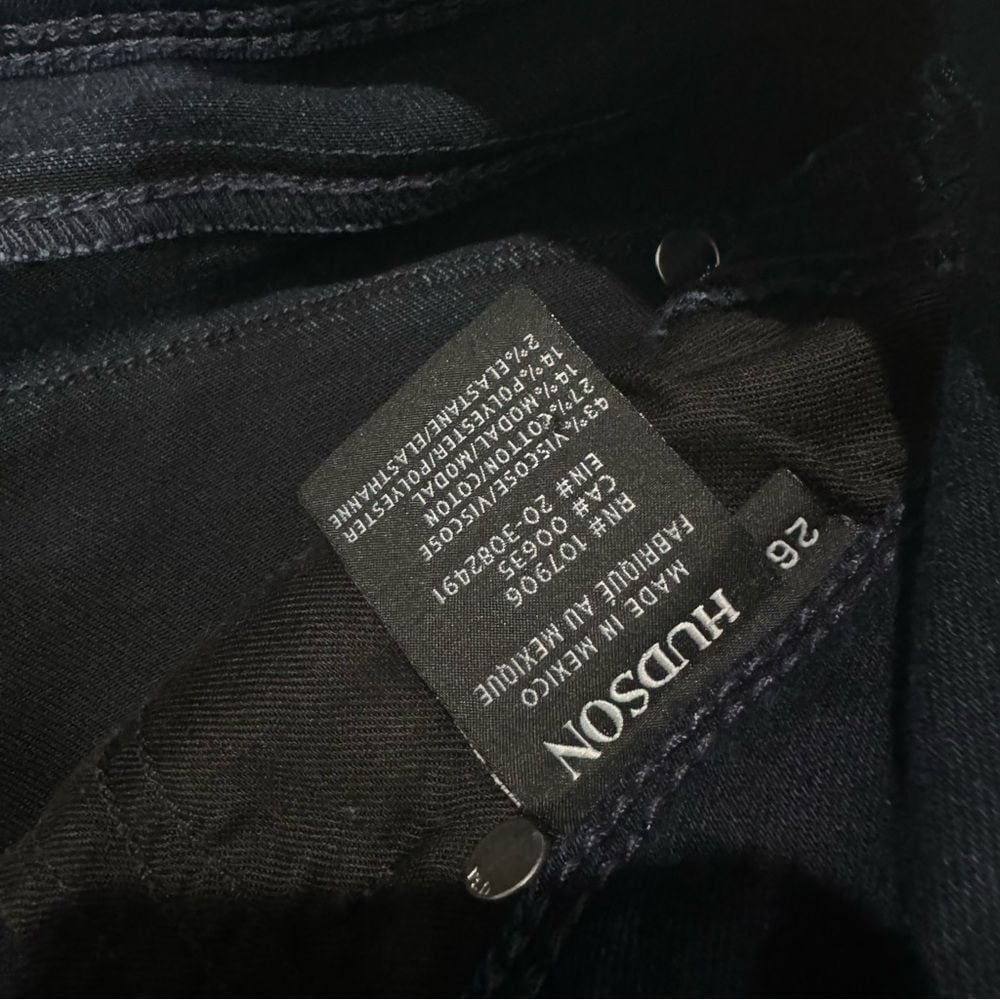 26
HUDSON
MADE IN MEXICO
FABRIQUÉ AU MEXIQUE
RN# 107906
CA# 00635
EIN# 20-3082491
43% VISCOSE/VISCOSE
27% COTTON/COTON
14% MODAL/MODAL
14% POLYESTER/POLYESTER
2% ELASTANE/ELASTHANNE